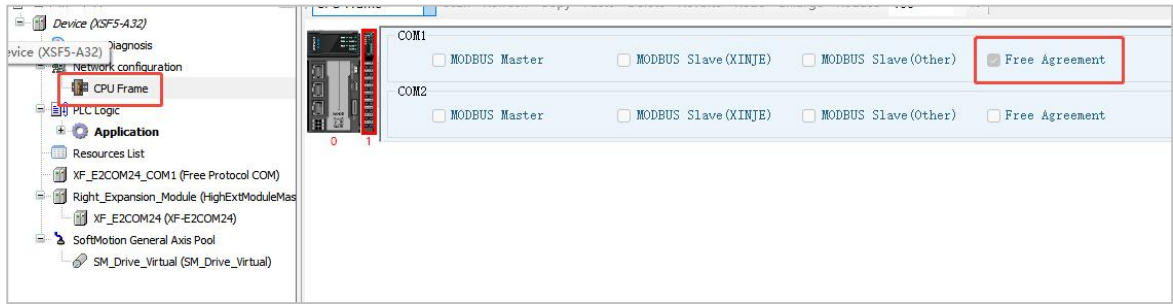 Device (XSF5-A32)
evice (XSF5-A32)
Diagnosis
Network configuration
CPU Frame
PLC Logic
Application
Resources List
XF_E2COM24_COM1 (Free Protocol COM)
Right_Expansion_Module (HighExtModuleMas
XF_E2COM24 (XF-E2COM24)
SoftMotion General Axis Pool
SM_Drive_Virtual (SM_Drive_Virtual)
0 1
COM1
MODBUS Master MODBUS Slave(XINJE) MODBUS Slave(Other) Free Agreement
COM2
MODBUS Master MODBUS Slave(XINJE) MODBUS Slave(Other) Free Agreement